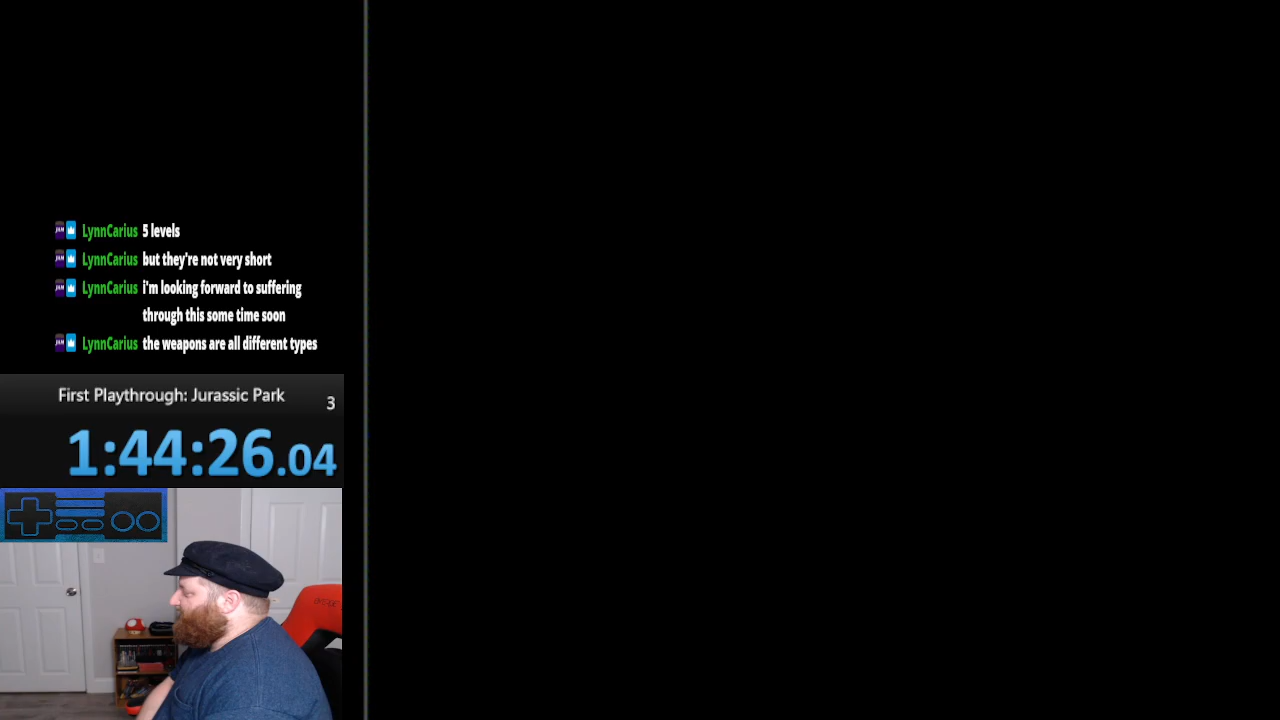 LynnCarius 5 levels
LynnCarius but they're not very short
LynnCarius i'm looking forward to suffering
through this some time soon
LynnCarius the weapons are all different types
First Playthrough: Jurassic Park
3
1:44:26.04